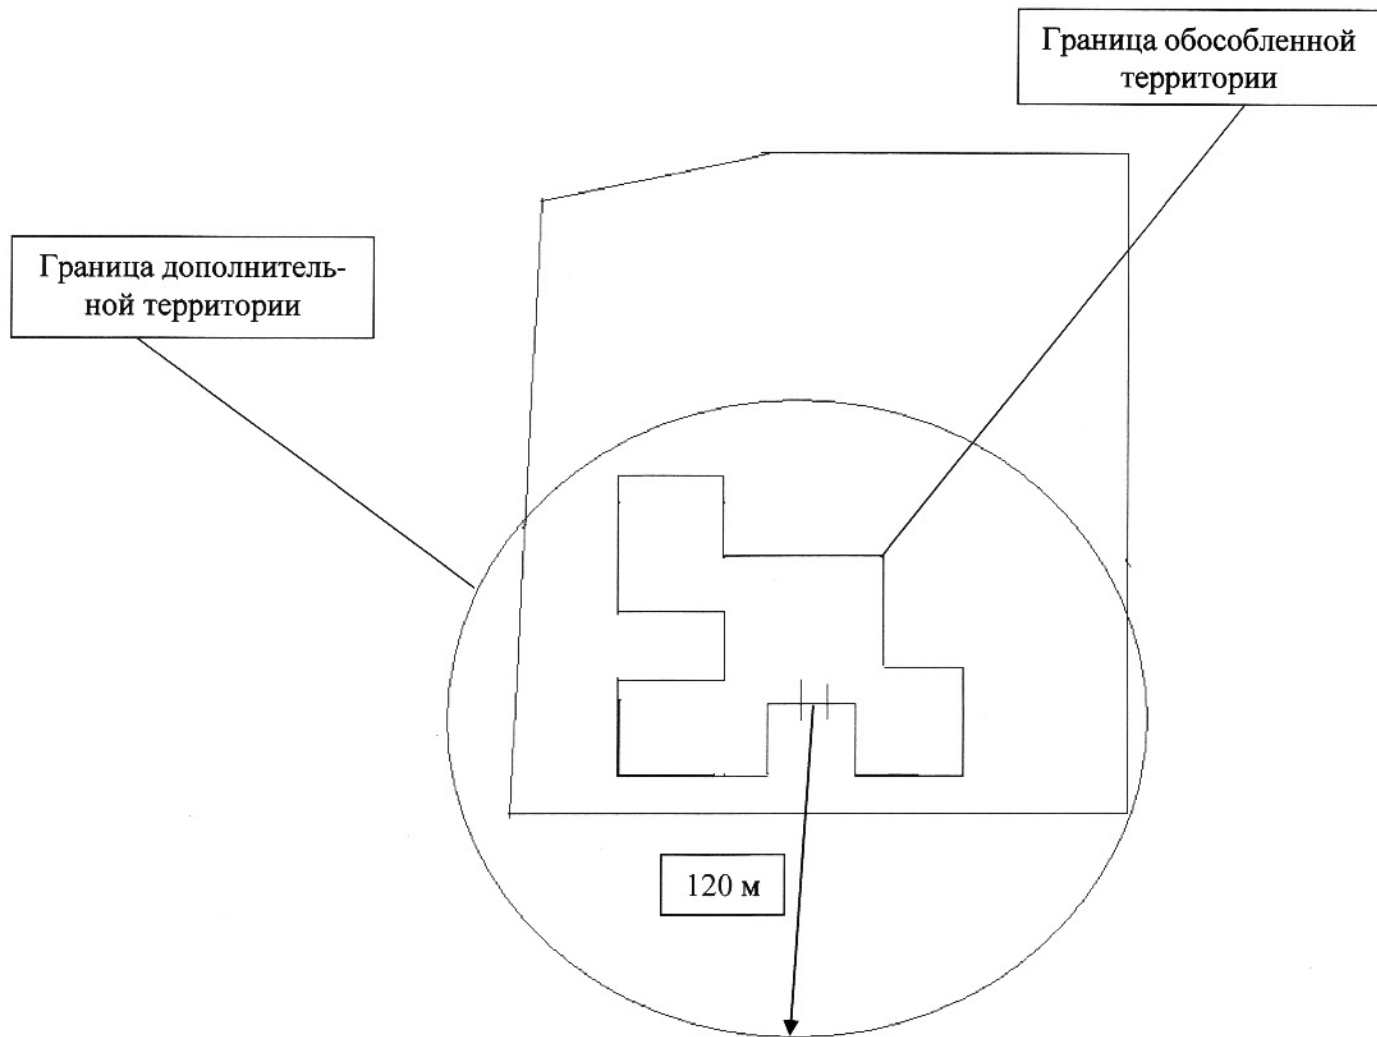 Граница обособленной
территории
Граница дополнитель-
ной территории
120 м